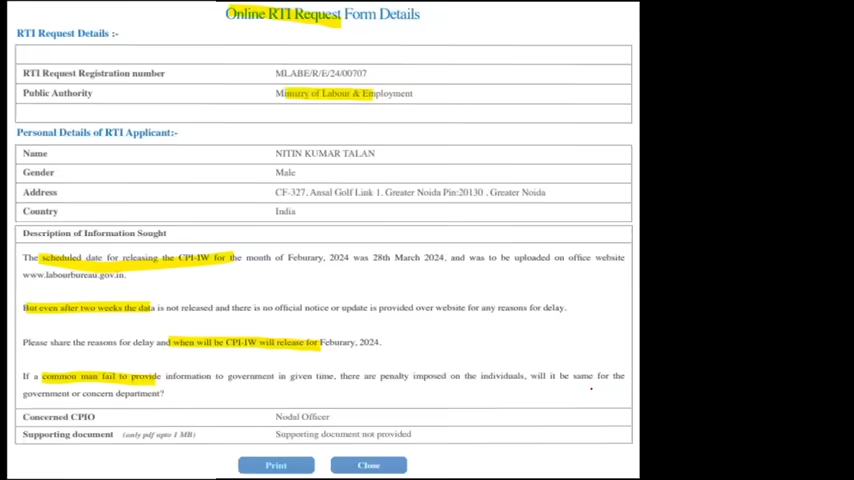 Online RTI Request Form Details
RTI Request Details :-
RTI Request Registration number MLABE/R/E/24/00707
Public Authority Ministry of Labour & Employment
Personal Details of RTI Applicant:-
Name NITIN KUMAR TALAN
Gender Male
Address CF-327, Ansal Golf Link 1, Greater Noida Pin:20130 , Greater Noida
Country India
Description of Information Sought
The scheduled date for releasing the CPI-IW for the month of Feburary, 2024 was 28th March 2024, and was to be uploaded on office website
www.labourbureau.gov.in.
But even after two weeks the data is not released and there is no official notice or update is provided over website for any reasons for delay.
Please share the reasons for delay and when will be CPI-IW will release for Feburary, 2024.
If a common man fail to provide information to government in given time, there are penalty imposed on the individuals, will it be same for the
government or concern department?
Concerned CPIO Nodal Officer
Supporting document (only pdf upto 1 MB) Supporting document not provided
Print Close